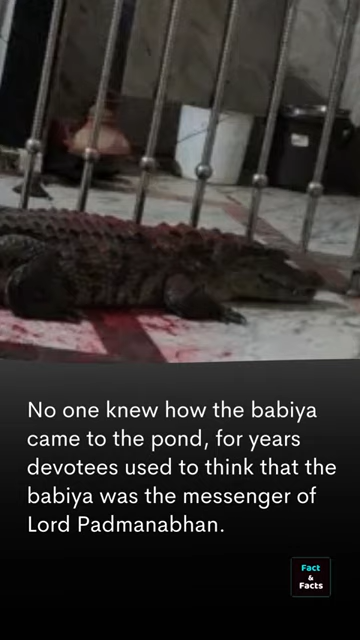 No one knew how the babiya
came to the pond, for years
devotees used to think that the
babiya was the messenger of
Lord Padmanabhan.
Fact
&
Facts